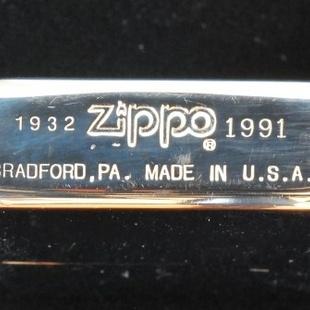 1932 Zippo® 1991
BRADFORD, PA. MADE IN U.S.A.